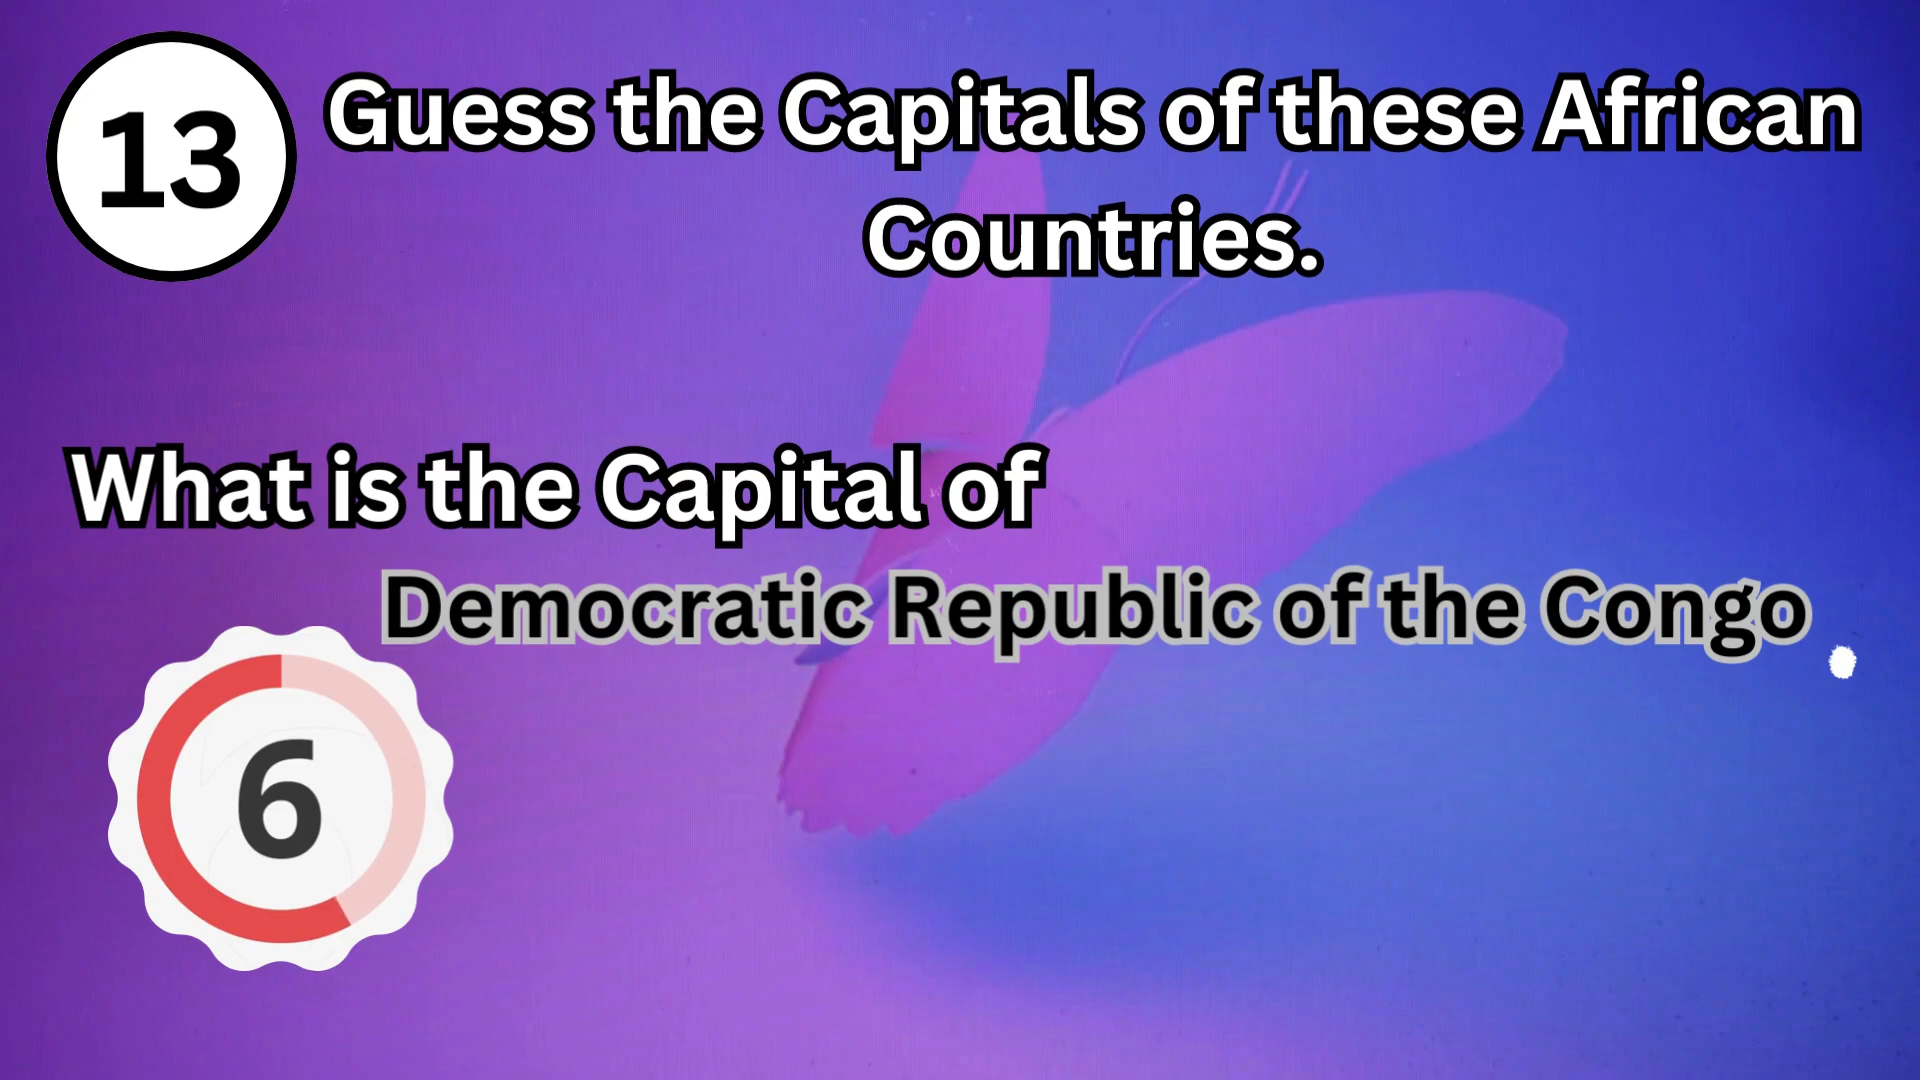 13
Guess the Capitals of these African
Countries.
What is the Capital of
Democratic Republic of the Congo
6